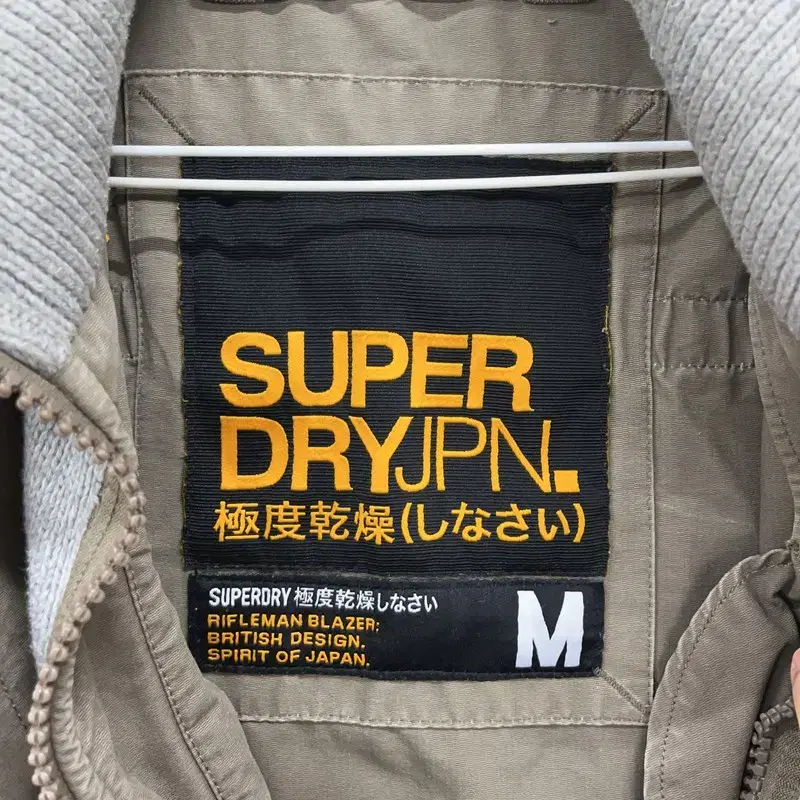 SUPER
DRYJPN.
極度乾燥(しなさい)
SUPERDRY 極度乾燥しなさい
RIFLEMAN BLAZER;
BRITISH DESIGN.
SPIRIT OF JAPAN.
M